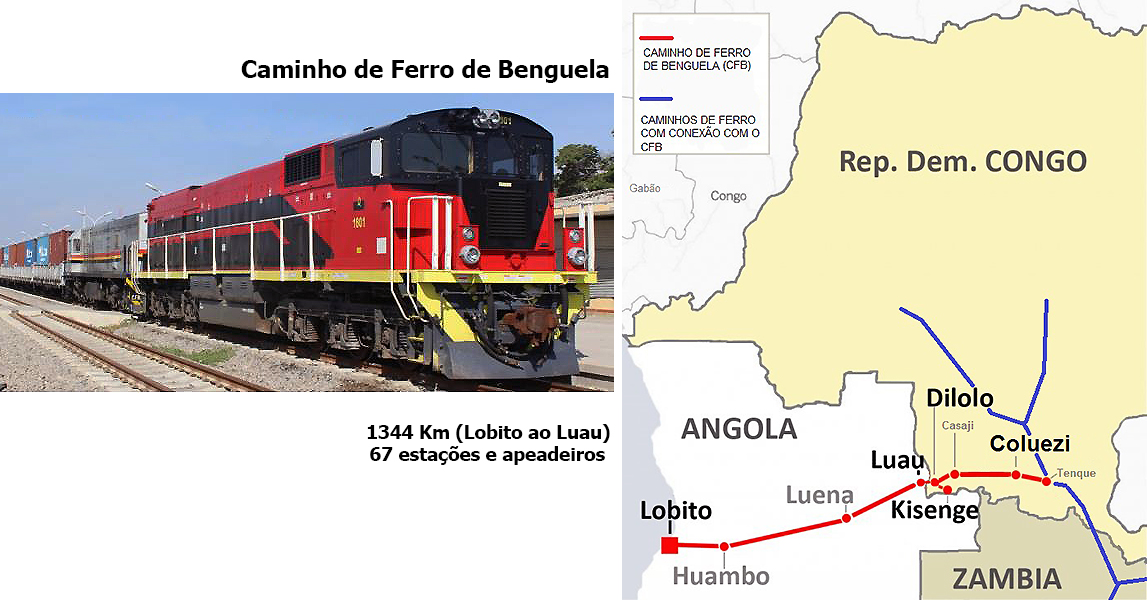 Caminho de Ferro de Benguela
1601
1344 Km (Lobito ao Luau)
67 estações e apeadeiros
CAMINHO DE FERRO
DE BENGUELA (CFB)
CAMINHOS DE FERRO
COM CONEXÃO COM O
CFB
Rep. Dem. CONGO
Gabão
Congo
Dilolo
ANGOLA
Casaji
Coluezi
Luau
Tenque
Luena
Kisenge
Lobito
Huambo
ZAMBIA